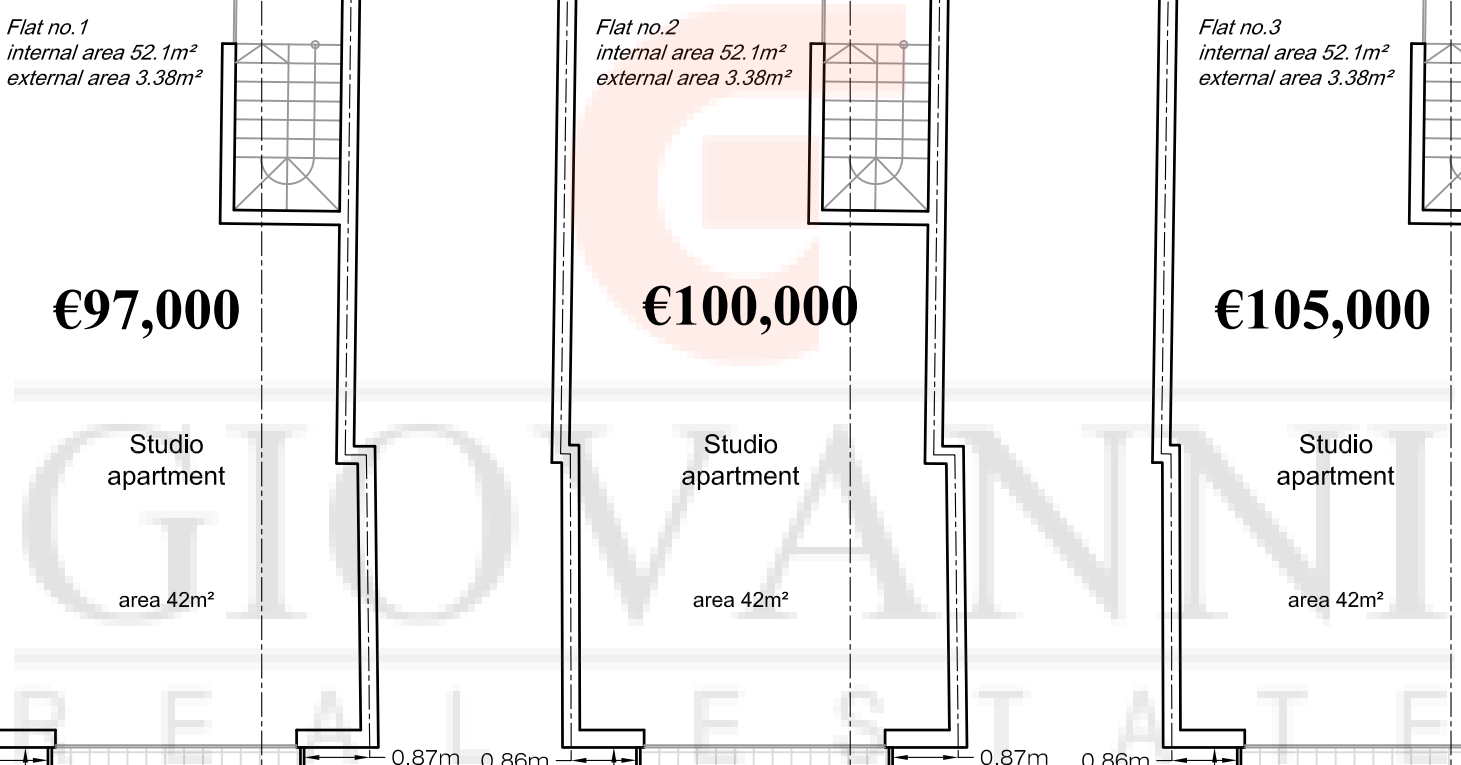 Flat no.1
internal area 52.1m²
external area 3.38m²
Flat no.2
internal area 52.1m²
external area 3.38m²
Flat no.3
internal area 52.1m²
external area 3.38m²
€97,000
€100,000
€105,000
Studio
apartment
Studio
apartment
Studio
apartment
GIOVANNI
area 42m²
area 42m²
area 42m²
REAL ESTATE
0.87m
0.86m
0.87m
0.86m